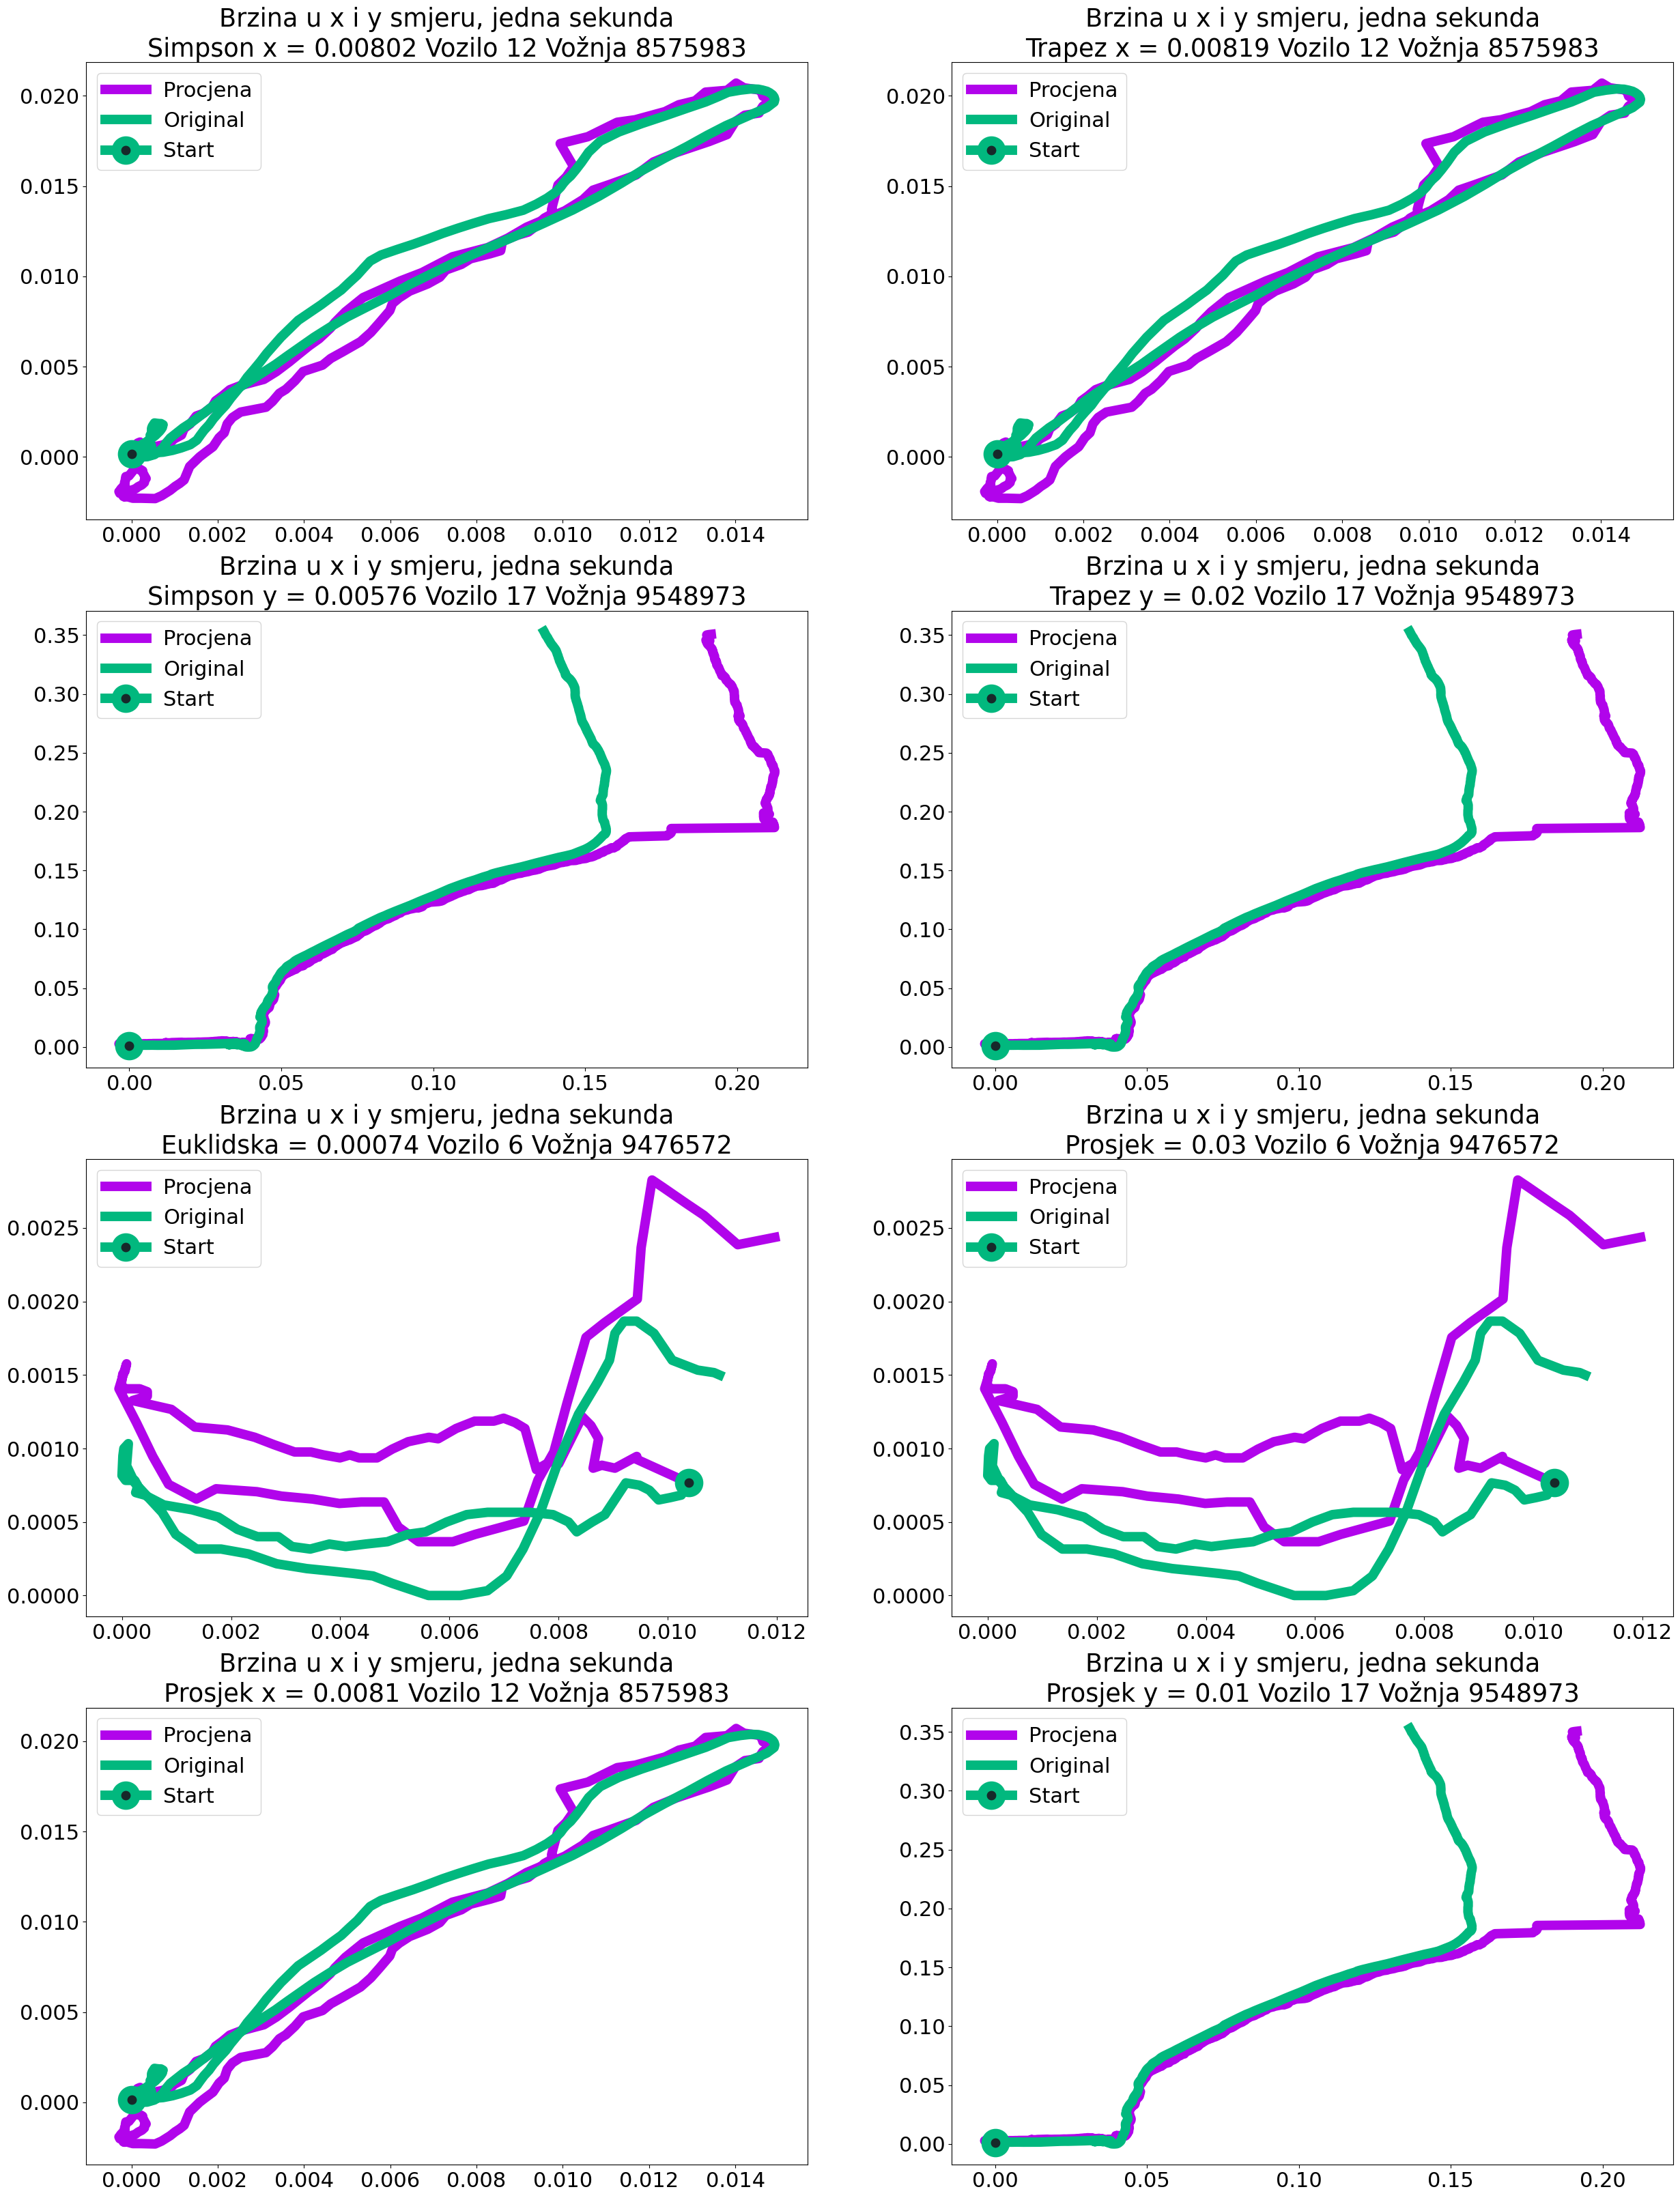 Brzina u x i y smjeru, jedna sekunda
Simpson x = 0.00802 Vozilo 12 Vožnja 8575983
Procjena
Original
Start
0.020
0.015
0.010
0.005
0.000
0.000 0.002 0.004 0.006 0.008 0.010 0.012 0.014
Brzina u x i y smjeru, jedna sekunda
Trapez x = 0.00819 Vozilo 12 Vožnja 8575983
Procjena
Original
Start
0.020
0.015
0.010
0.005
0.000
0.000 0.002 0.004 0.006 0.008 0.010 0.012 0.014
Brzina u x i y smjeru, jedna sekunda
Simpson y = 0.00576 Vozilo 17 Vožnja 9548973
Procjena
Original
Start
0.35
0.30
0.25
0.20
0.15
0.10
0.05
0.00
0.00 0.05 0.10 0.15 0.20
Brzina u x i y smjeru, jedna sekunda
Trapez y = 0.02 Vozilo 17 Vožnja 9548973
Procjena
Original
Start
0.35
0.30
0.25
0.20
0.15
0.10
0.05
0.00
0.00 0.05 0.10 0.15 0.20
Brzina u x i y smjeru, jedna sekunda
Euklidska = 0.00074 Vozilo 6 Vožnja 9476572
Procjena
Original
Start
0.0025
0.0020
0.0015
0.0010
0.0005
0.0000
0.000 0.002 0.004 0.006 0.008 0.010 0.012
Brzina u x i y smjeru, jedna sekunda
Prosjek = 0.03 Vozilo 6 Vožnja 9476572
Procjena
Original
Start
0.0025
0.0020
0.0015
0.0010
0.0005
0.0000
0.000 0.002 0.004 0.006 0.008 0.010 0.012
Brzina u x i y smjeru, jedna sekunda
Prosjek x = 0.0081 Vozilo 12 Vožnja 8575983
Procjena
Original
Start
0.020
0.015
0.010
0.005
0.000
0.000 0.002 0.004 0.006 0.008 0.010 0.012 0.014
Brzina u x i y smjeru, jedna sekunda
Prosjek y = 0.01 Vozilo 17 Vožnja 9548973
Procjena
Original
Start
0.35
0.30
0.25
0.20
0.15
0.10
0.05
0.00
0.00 0.05 0.10 0.15 0.20